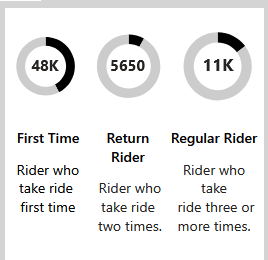 48K 5650 11K
First Time Return Rider Regular Rider
Rider who
take ride
first time
Rider who
take ride
two times.
Rider who
take
ride three or
more times.